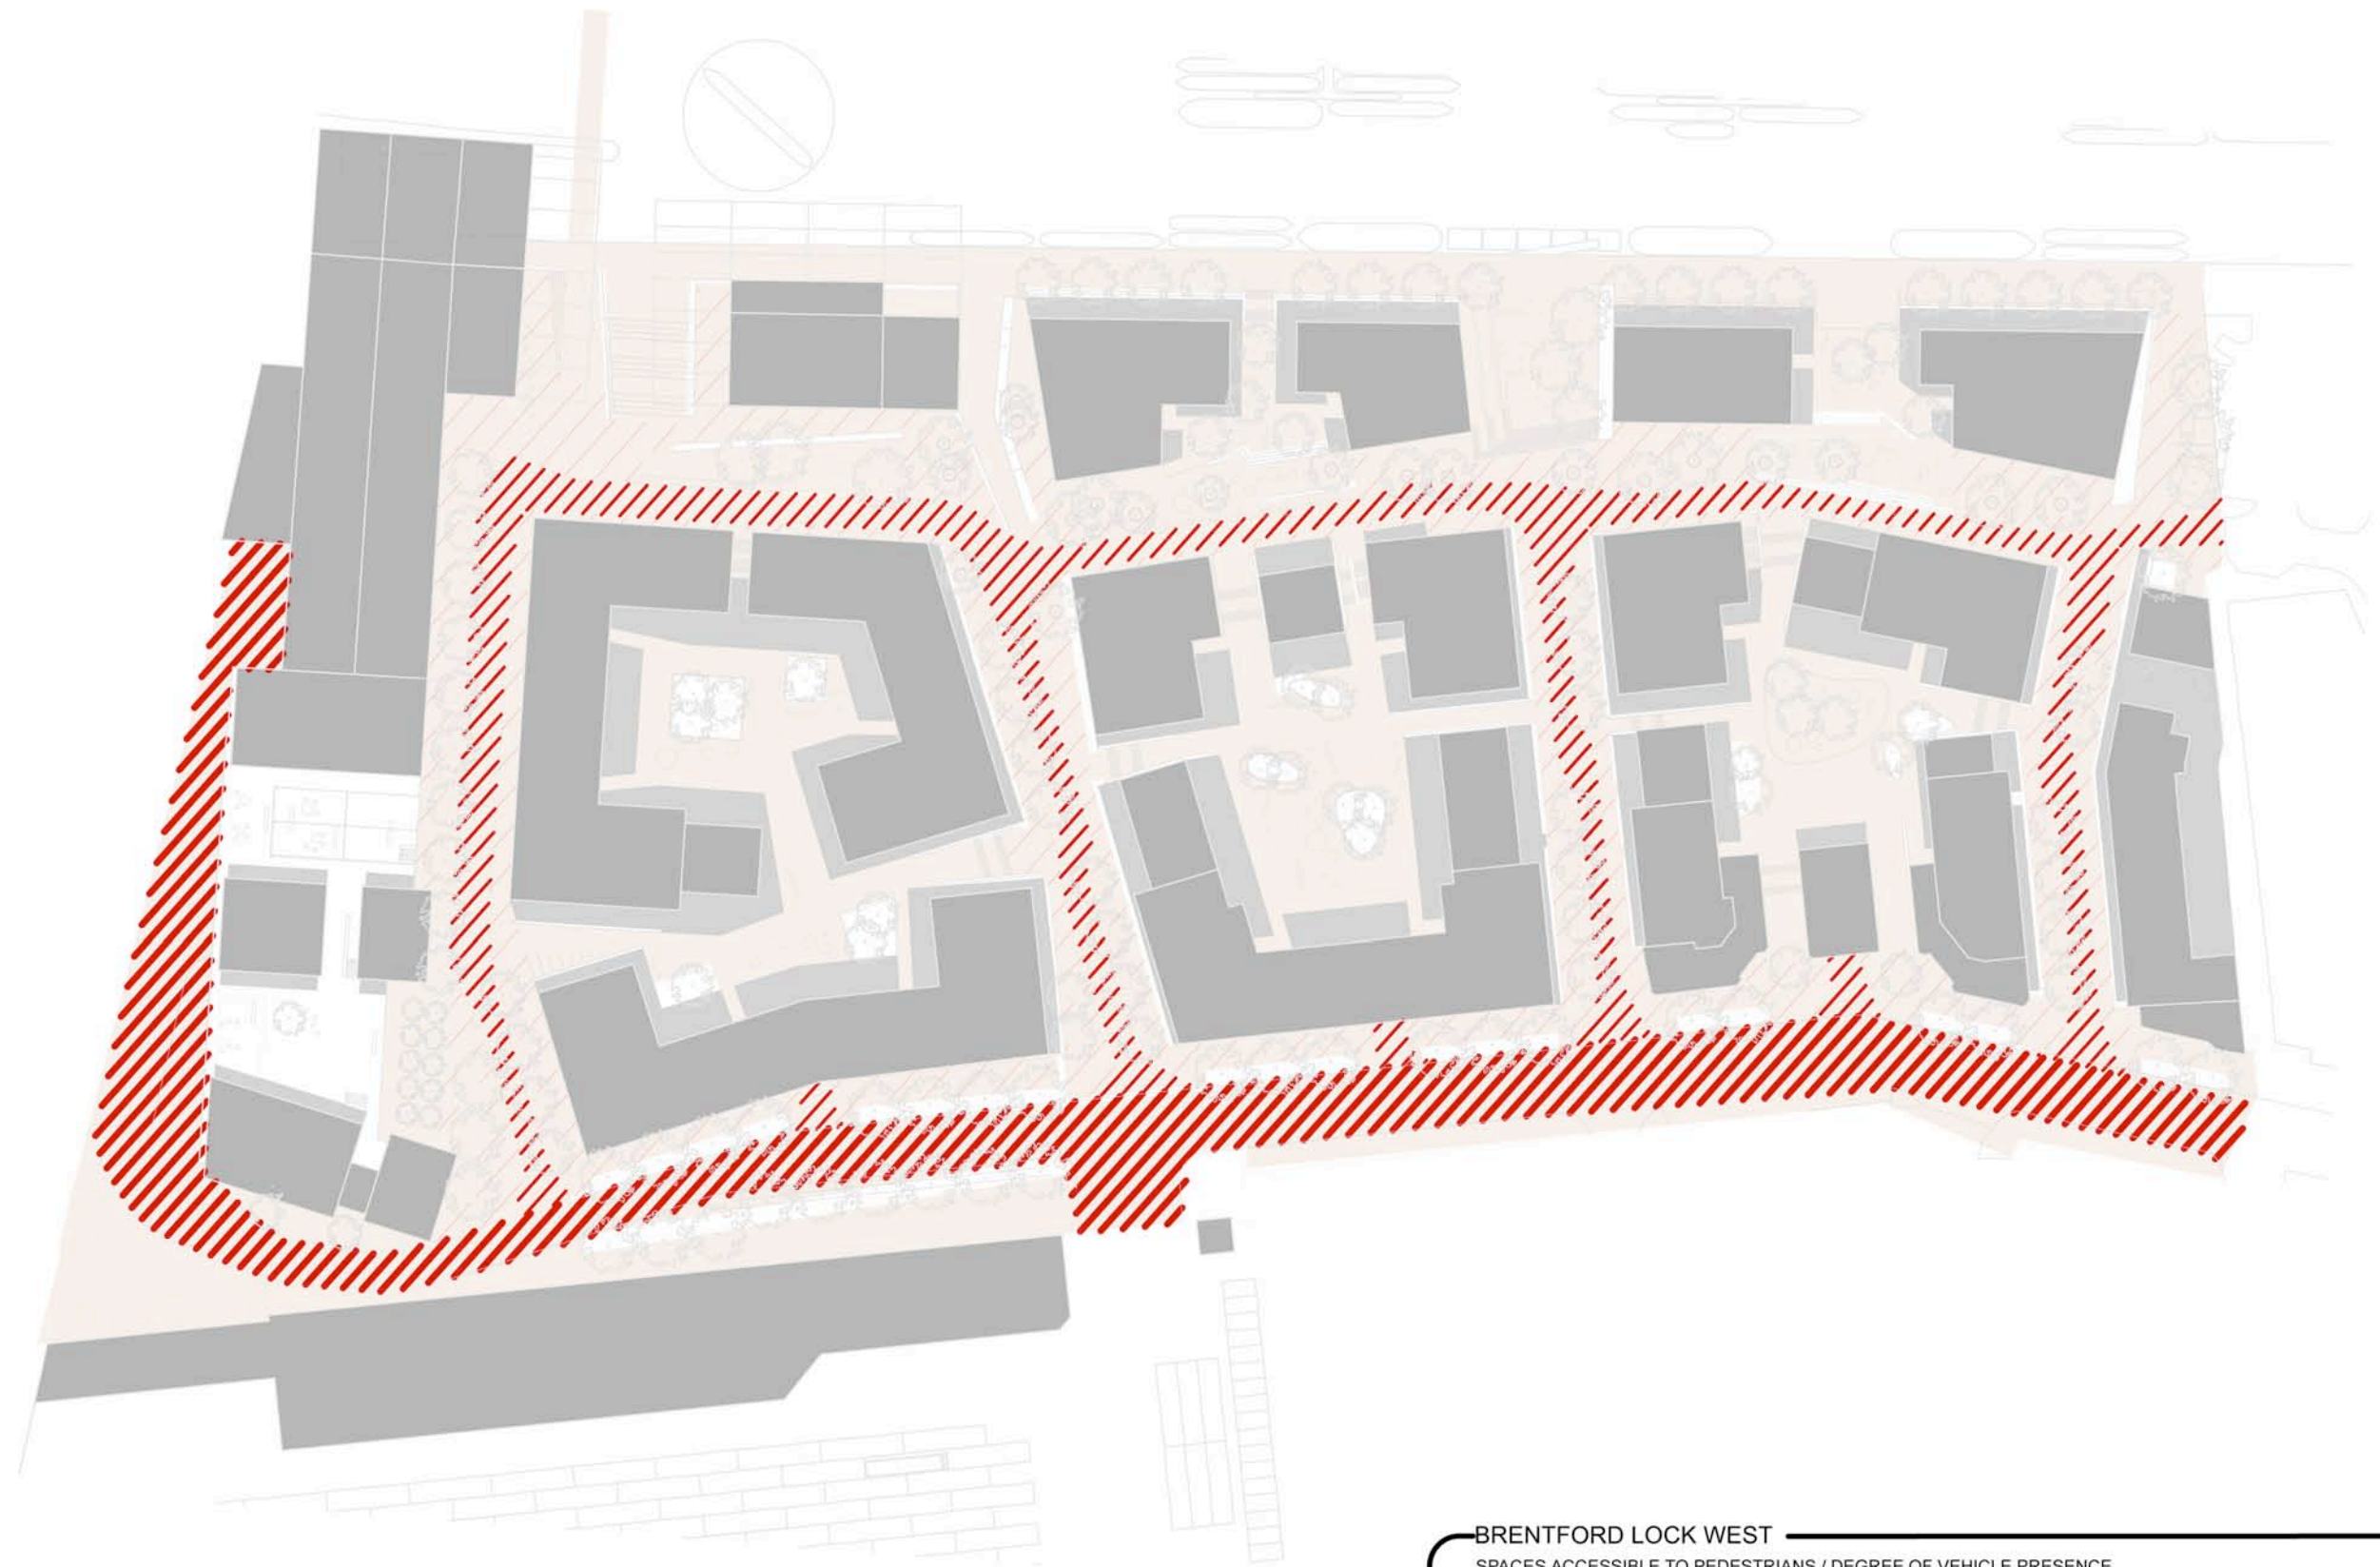 BRENTFORD LOCK WEST
SPACES ACCESSIBLE TO PEDESTRIANS / DEGREE OF VEHICLE PRESENCE